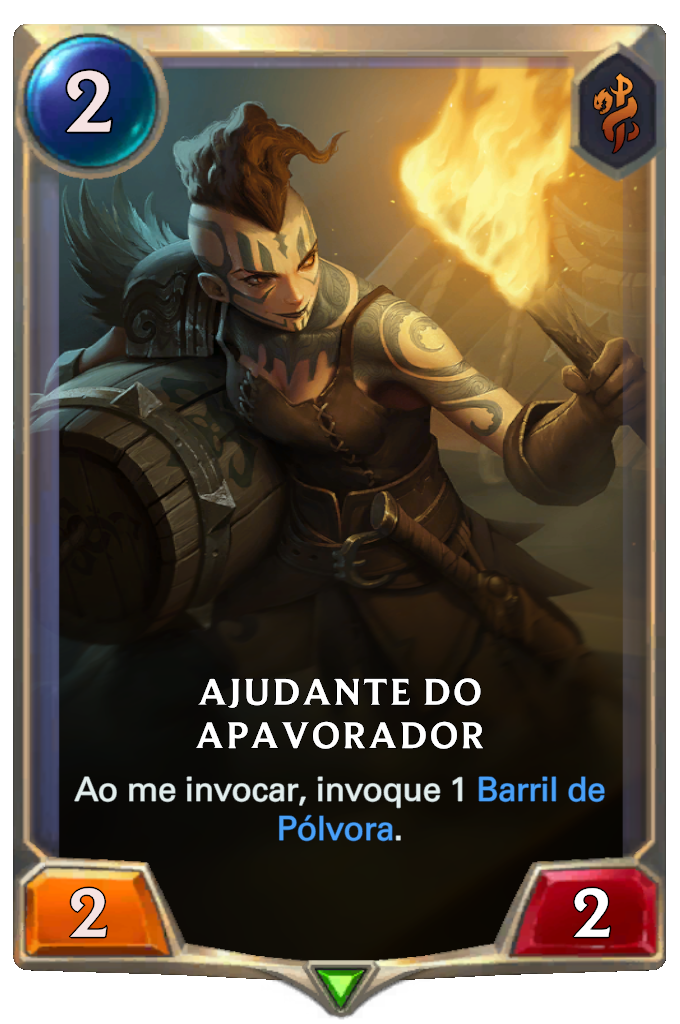 2
AJUDANTE DO
APAVORADOR
Ao me invocar, invoque 1 Barril de
Pólvora.
2
2